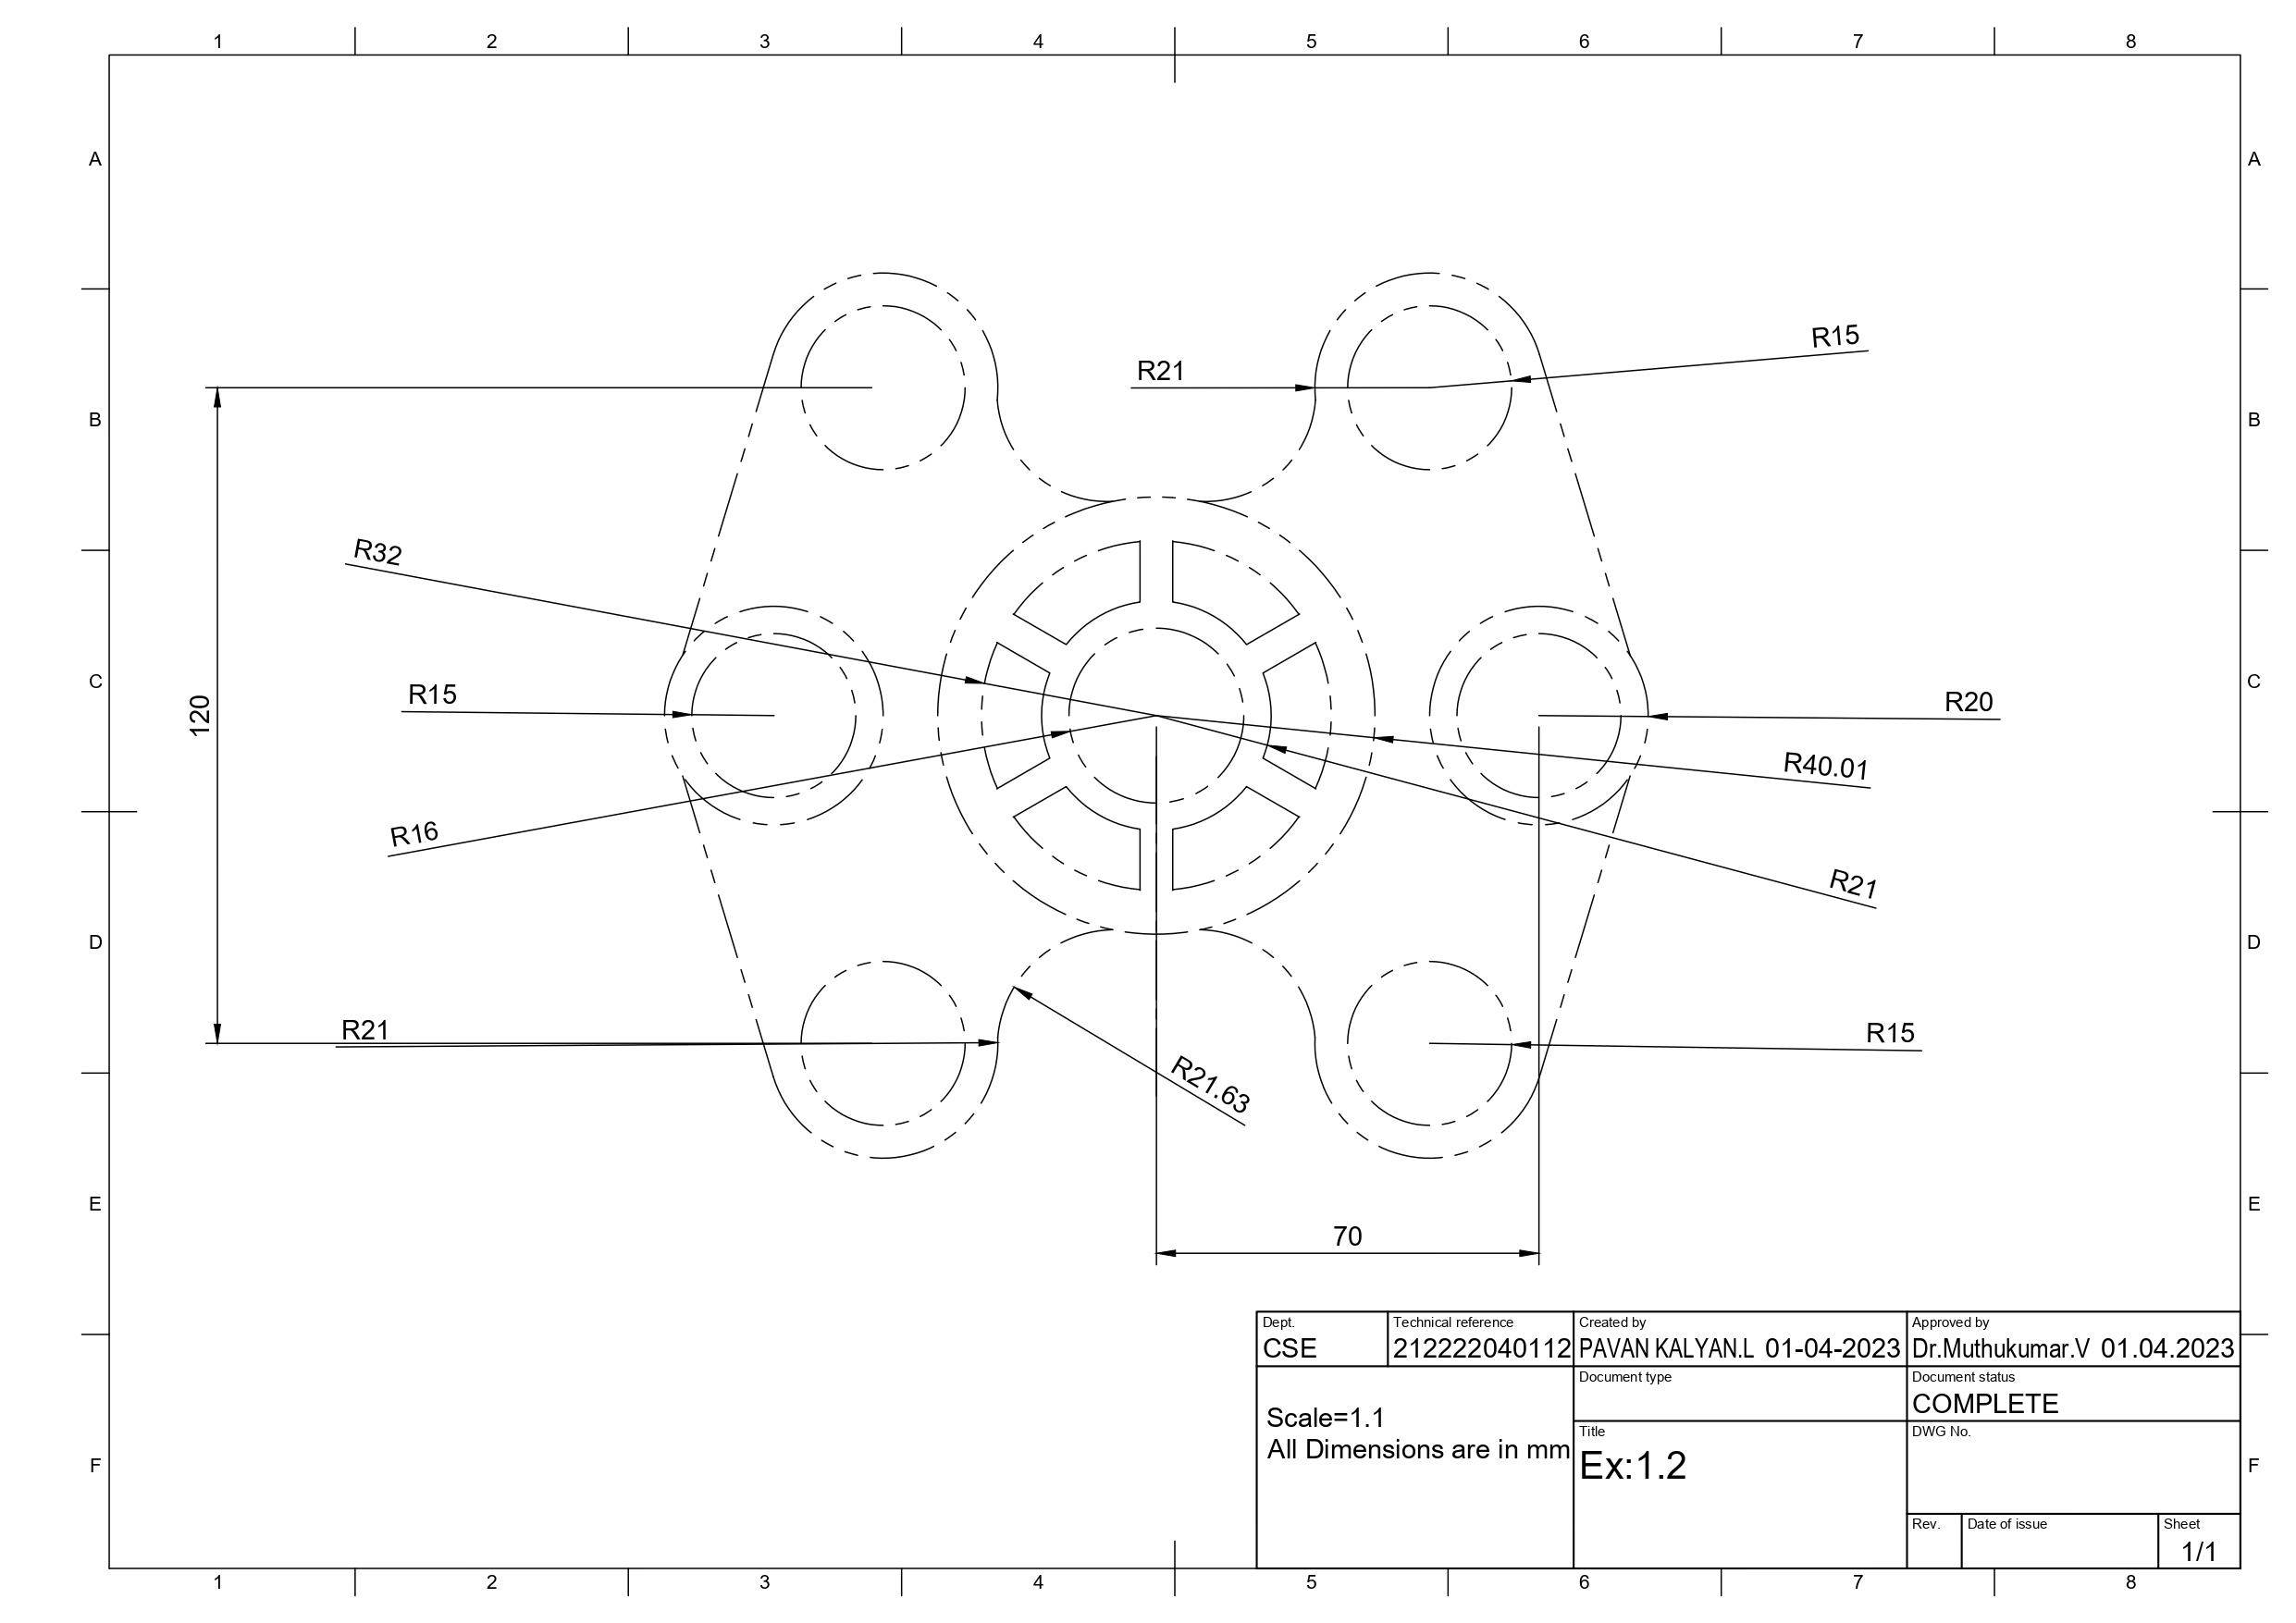 1 2 3 4 5 6 7 8
A A
R15
R21
B B
R32
C C
R15
R20
120
R40.01
R16
R21
D D
R21
R15
R21.63
E E
70
Dept. Technical reference Created by Approved by
CSE 212222040112 PAVAN KALYAN.L 01-04-2023 Dr.Muthukumar.V 01.04.2023
Document type Document status
COMPLETE
Scale=1.1
All Dimensions are in mm
Title DWG No.
Ex:1.2
F F
Rev. Date of issue Sheet
1/1
1 2 3 4 5 6 7 8